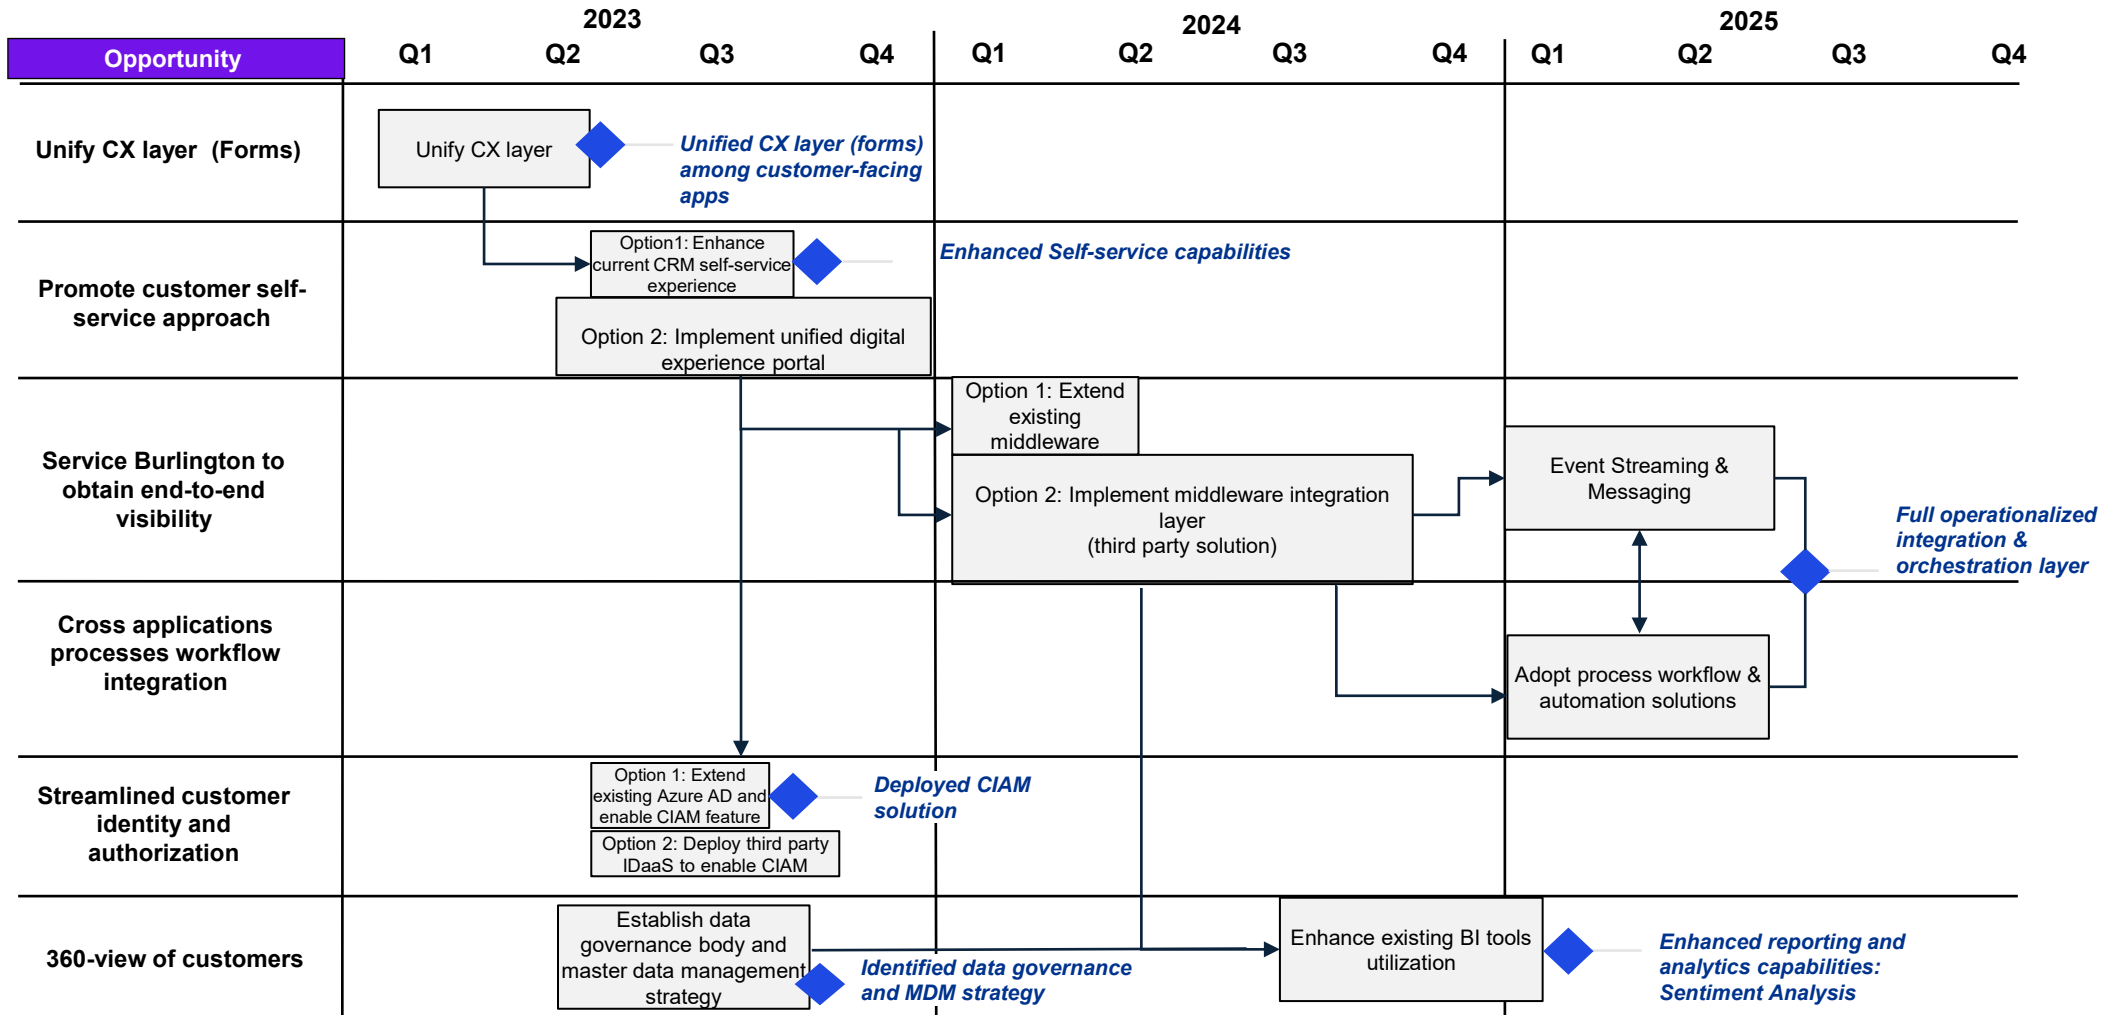 2023
2024
2025
Opportunity
Q1
Q2
Q3
Q4
Q1
Q2
Q3
Q4
Q1
Q2
Q3
Q4
Unify CX layer (Forms)
Unify CX layer
Unified CX layer (forms)
among customer-facing
apps
Promote customer self-
service approach
Option1: Enhance
current CRM self-service
experience
Enhanced Self-service capabilities
Option 2: Implement unified digital
experience portal
Service Burlington to
obtain end-to-end
visibility
Option 1: Extend
existing
middleware
Option 2: Implement middleware integration
layer
(third party solution)
Event Streaming &
Messaging
Full operationalized
integration &
orchestration layer
Cross applications
processes workflow
integration
Adopt process workflow &
automation solutions
Streamlined customer
identity and
authorization
Option 1: Extend
existing Azure AD and
enable CIAM feature
Deployed CIAM
solution
Option 2: Deploy third party
IDaaS to enable CIAM
360-view of customers
Establish data
governance body and
master data management
strategy
Identified data governance
and MDM strategy
Enhance existing BI tools
utilization
Enhanced reporting and
analytics capabilities:
Sentiment Analysis